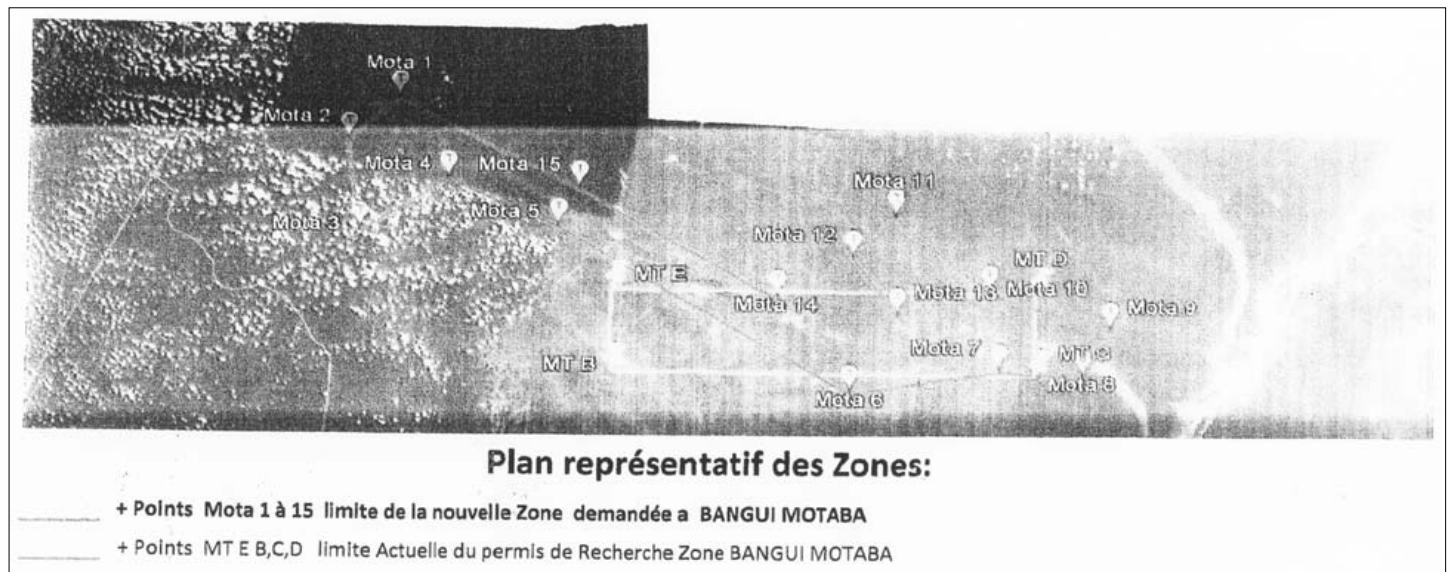 Mota 1
Mota 2
Mota 4
Mota 15
Mota 3
Mota 5
Mota 11
Mota 12
MT E
MT D
Mota 14
Mota 13
Mota 10
Mota 9
MT B
Mota 7
MT C
Mota 8
Mota 6
Plan représentatif des Zones:
+ Points Mota 1 à 15 limite de la nouvelle Zone demandée a BANGUI MOTABA
+ Points MT E B,C,D limite Actuelle du permis de Recherche Zone BANGUI MOTABA